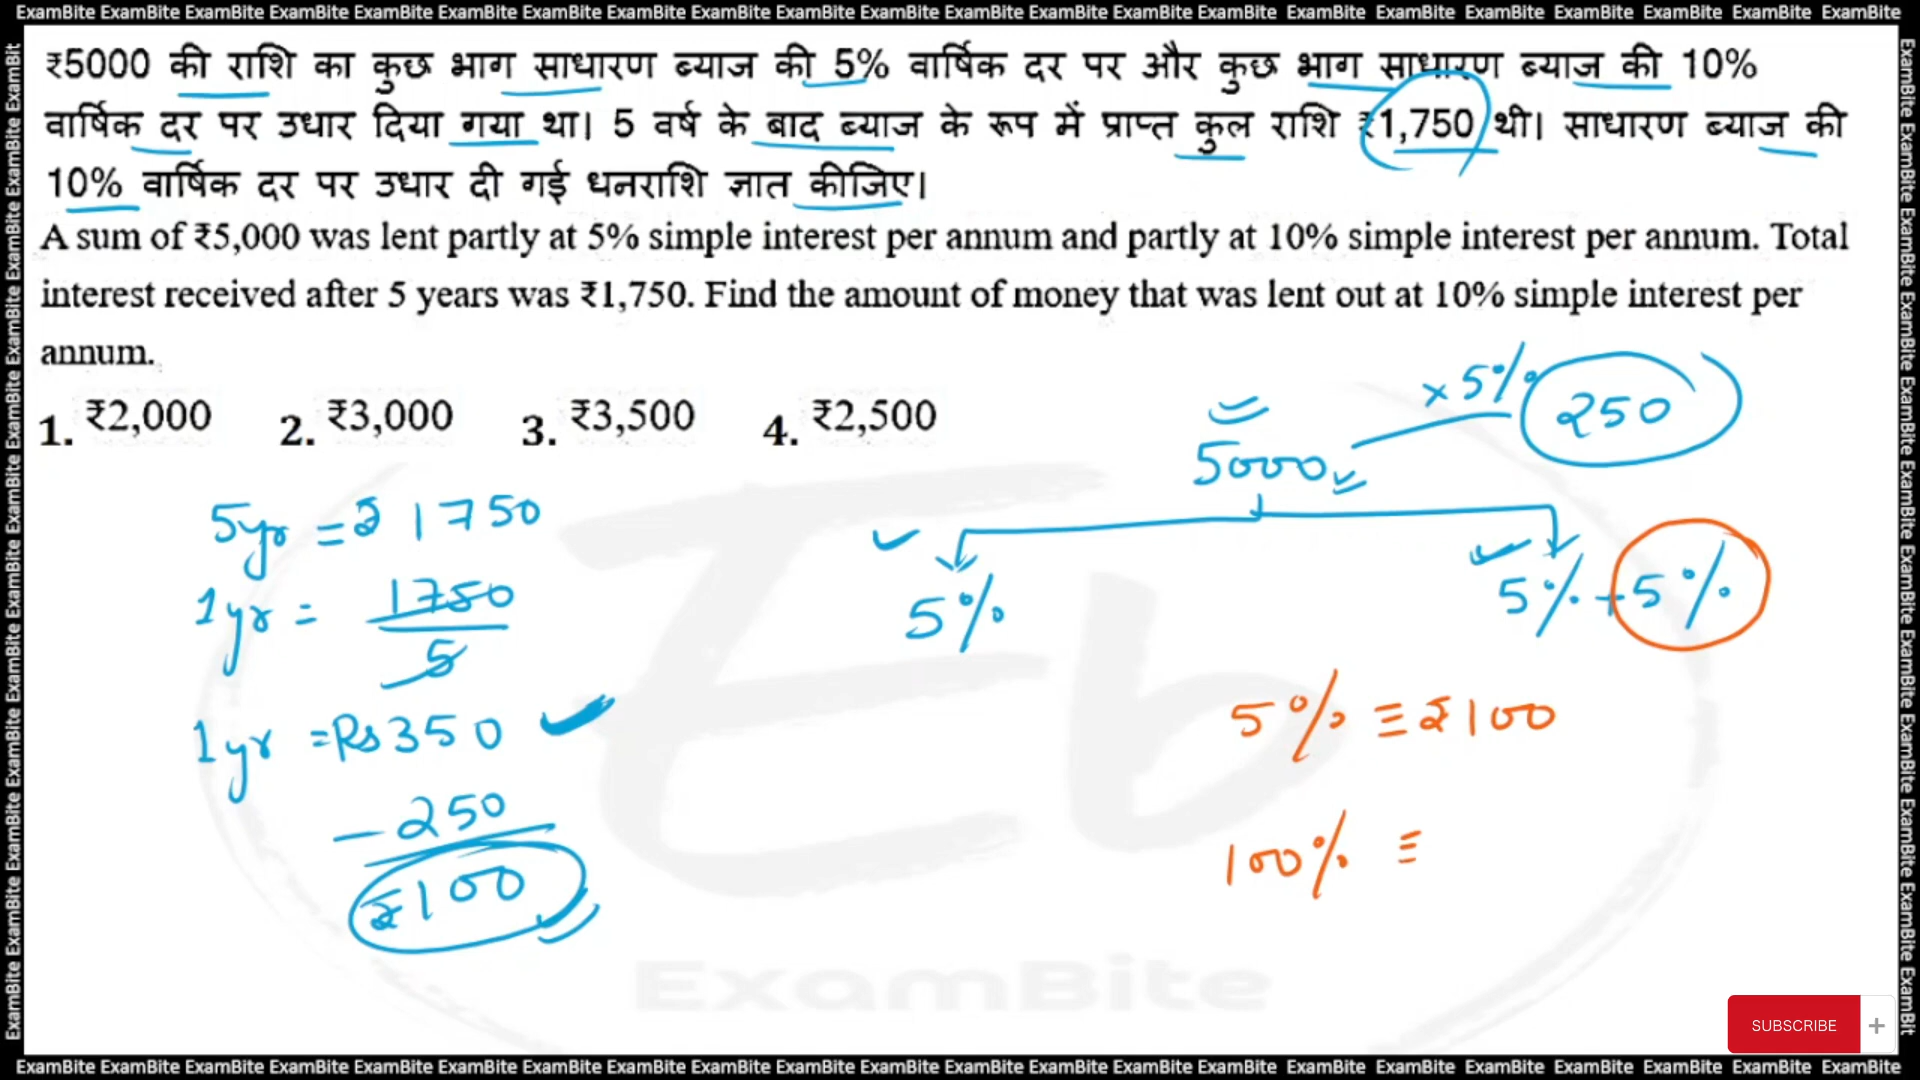 ExamBite ExamBite ExamBite ExamBite ExamBite ExamBite ExamBite ExamBite ExamBite ExamBite ExamBite ExamBite ExamBite ExamBite ExamBite ExamBite ExamBite ExamBite ExamBite ExamBite ExamBite ExamBite
₹5000 की राशि का कुछ भाग साधारण ब्याज की 5% वार्षिक दर पर और कुछ भाग साधारण ब्याज की 10%
वार्षिक दर पर उधार दिया गया था। 5 वर्ष के बाद ब्याज के रूप में प्राप्त कुल राशि ₹1,750 थी। साधारण ब्याज की
10% वार्षिक दर पर उधार दी गई धनराशि ज्ञात कीजिए।
A sum of ₹5,000 was lent partly at 5% simple interest per annum and partly at 10% simple interest per annum. Total
interest received after 5 years was ₹1,750. Find the amount of money that was lent out at 10% simple interest per
annum.
1. ₹2,000 2. ₹3,000 3. ₹3,500 4. ₹2,500
×5% 250
5000
5yr = ₹1750
1yr = 1750
5
5% 5% + 5%
1yr = Rs 350
5% ≡ ₹100
- 250
₹100
100% ≡
ExamBite
SUBSCRIBE +
ExamBite ExamBite ExamBite ExamBite ExamBite ExamBite ExamBite ExamBite ExamBite ExamBite ExamBite ExamBite ExamBite ExamBite ExamBite ExamBite ExamBite ExamBite ExamBite ExamBite ExamBite ExamBite